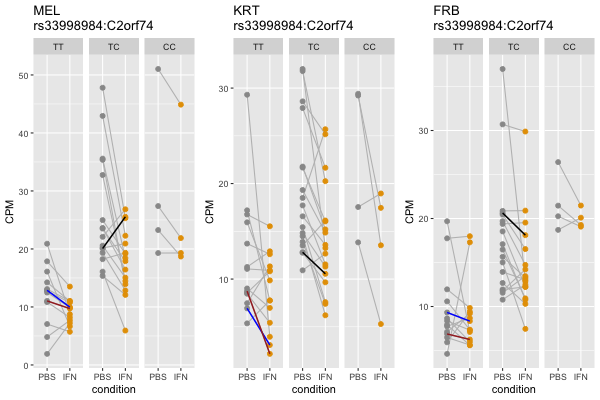 MEL
rs33998984:C2orf74
TT TC CC
CPM
50
40
30
20
10
0
PBS IFN PBS IFN PBS IFN
condition
KRT
rs33998984:C2orf74
TT TC CC
CPM
30
20
10
PBS IFN PBS IFN PBS IFN
condition
FRB
rs33998984:C2orf74
TT TC CC
CPM
30
20
10
PBS IFN PBS IFN PBS IFN
condition